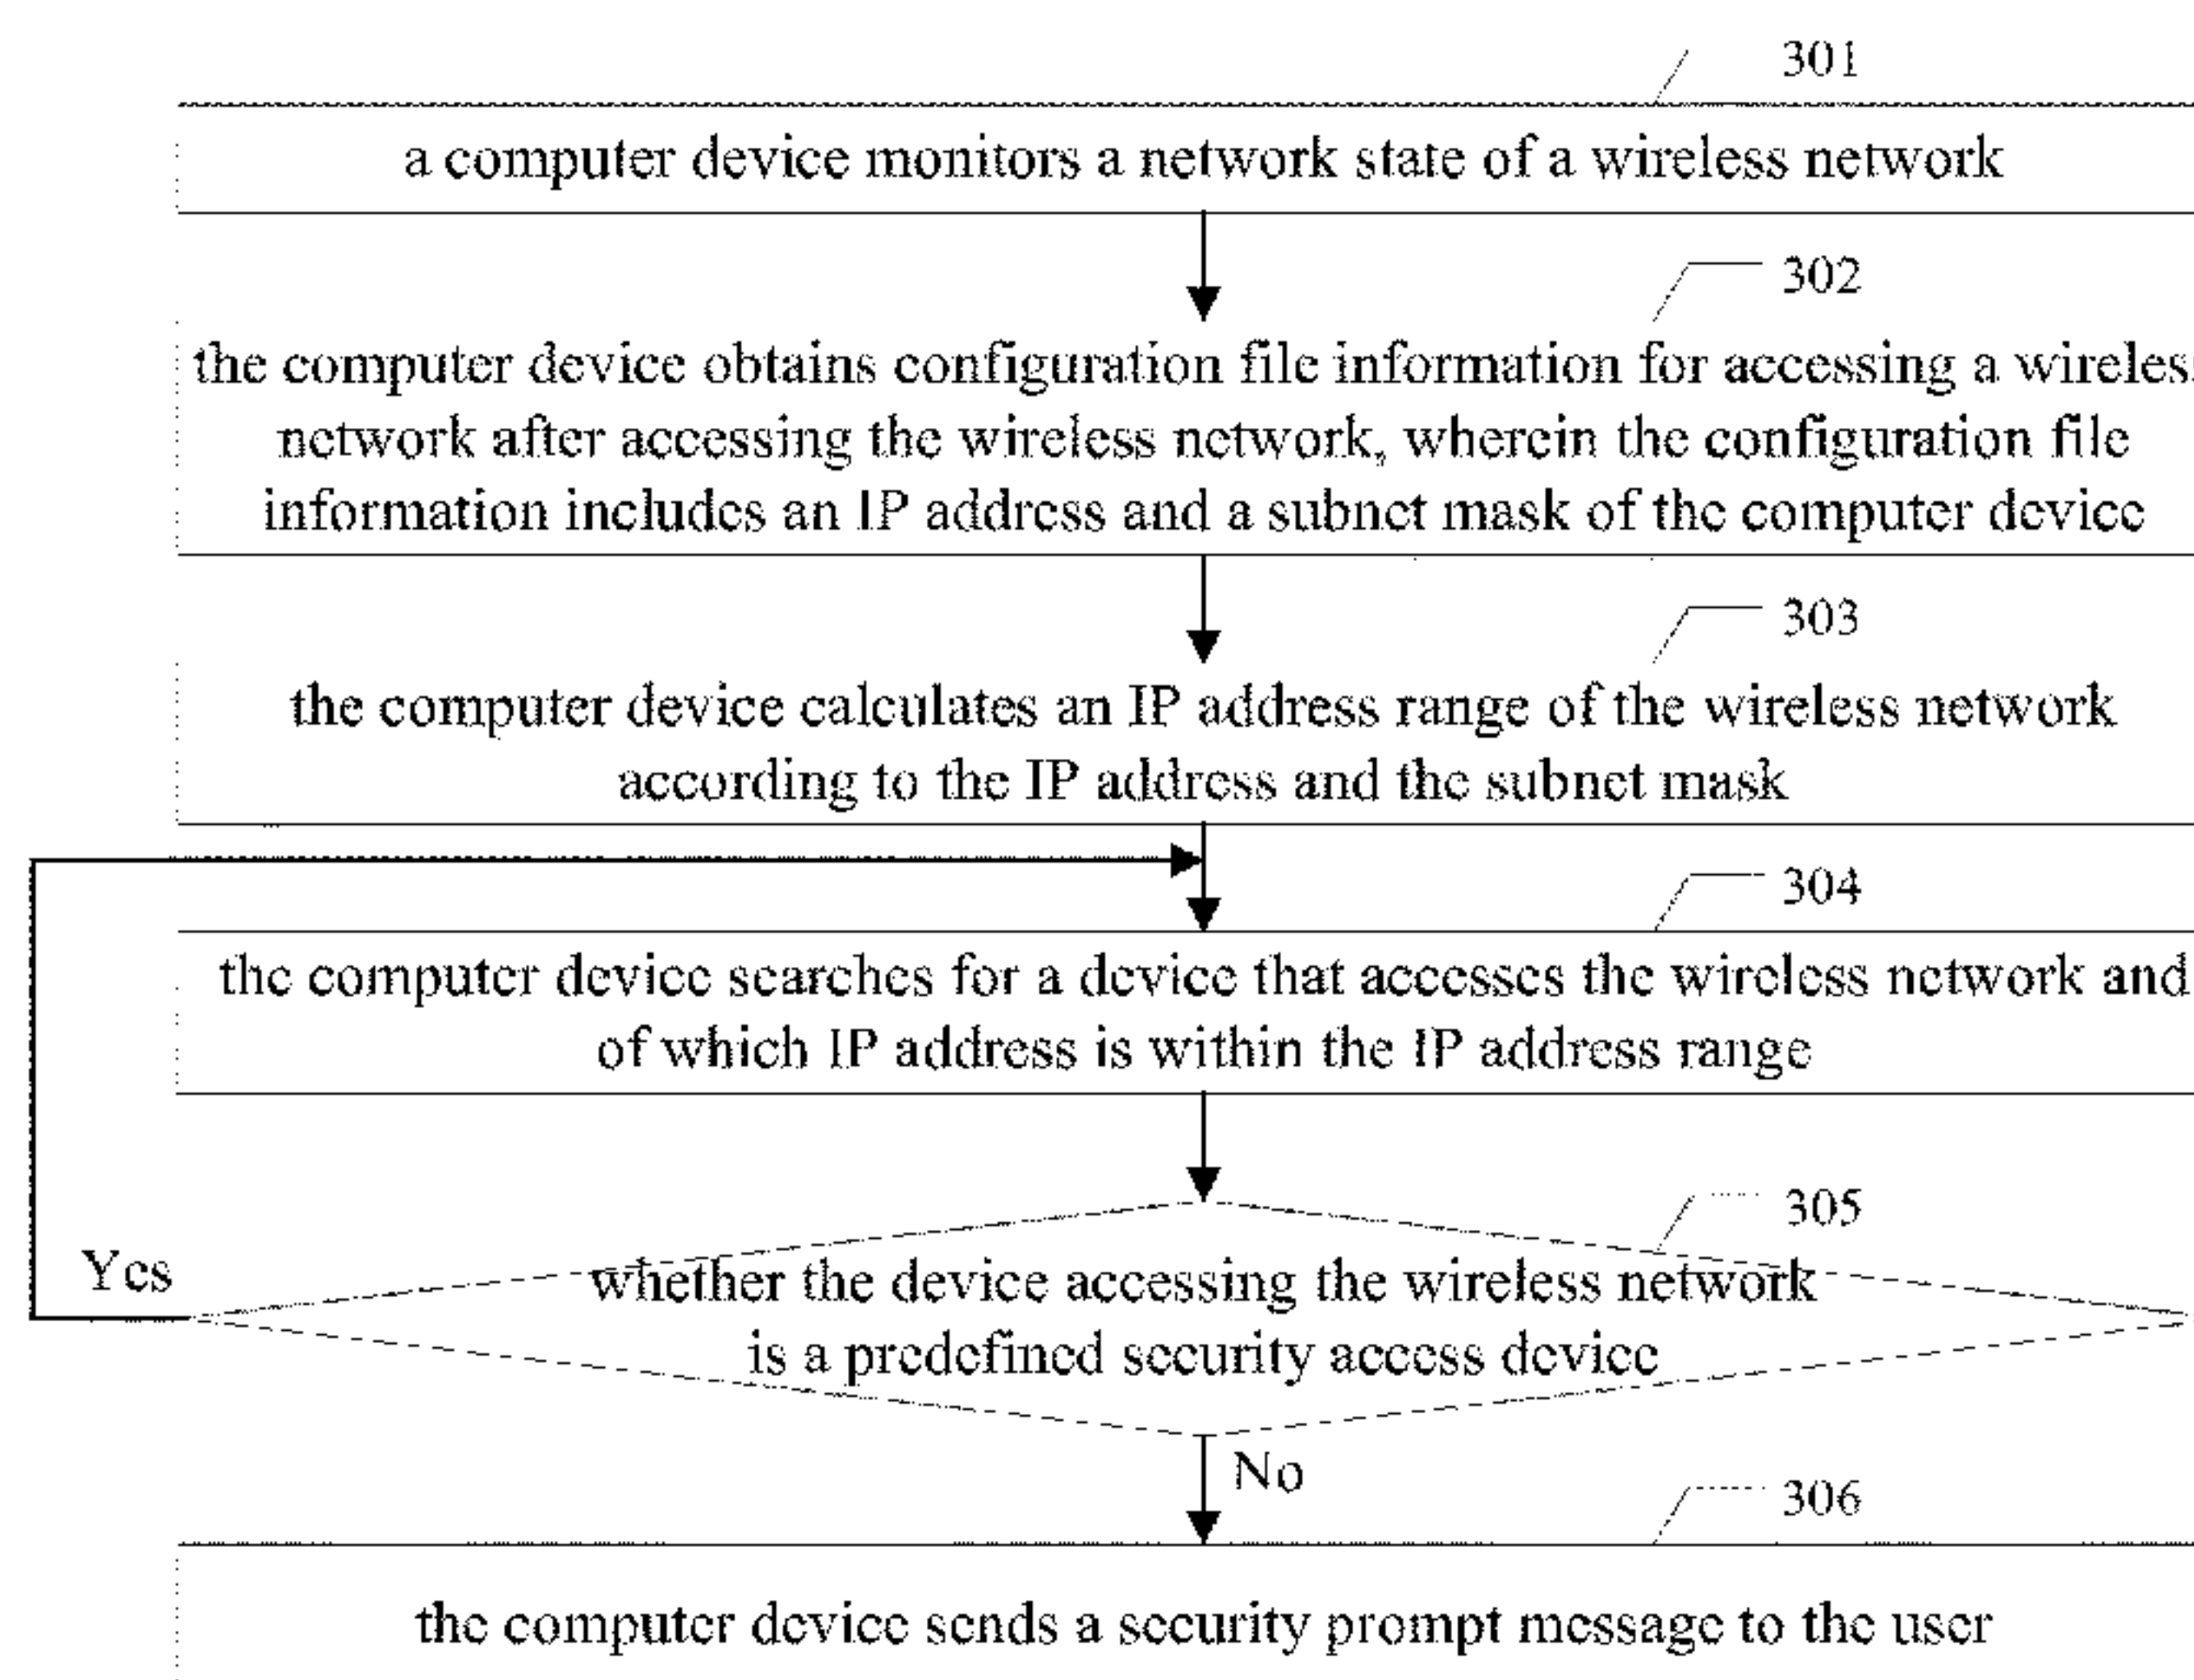 301
a computer device monitors a network state of a wireless network
302
the computer device obtains configuration file information for accessing a wireless
network after accessing the wireless network, wherein the configuration file
information includes an IP address and a subnet mask of the computer device
303
the computer device calculates an IP address range of the wireless network
according to the IP address and the subnet mask
304
the computer device searches for a device that accesses the wireless network and
of which IP address is within the IP address range
305
whether the device accessing the wireless network
is a predefined security access device
Yes
No
306
the computer device sends a security prompt message to the user